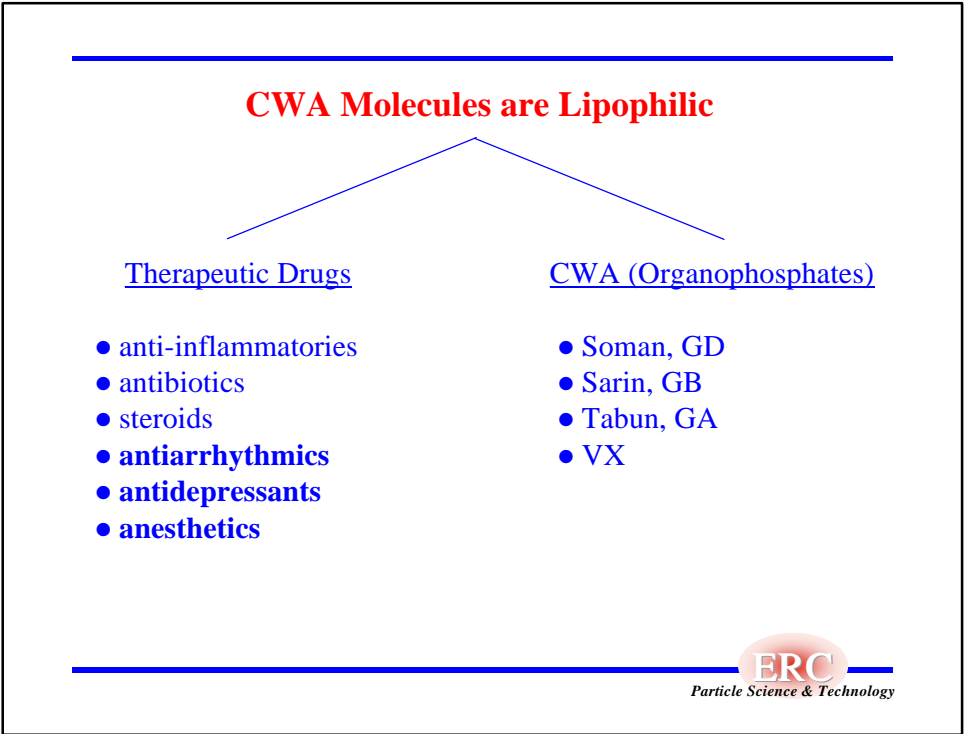 CWA Molecules are Lipophilic
Therapeutic Drugs
● anti-inflammatories
● antibiotics
● steroids
● antiarrhythmics
● antidepressants
● anesthetics
CWA (Organophosphates)
● Soman, GD
● Sarin, GB
● Tabun, GA
● VX
ERC
Particle Science & Technology